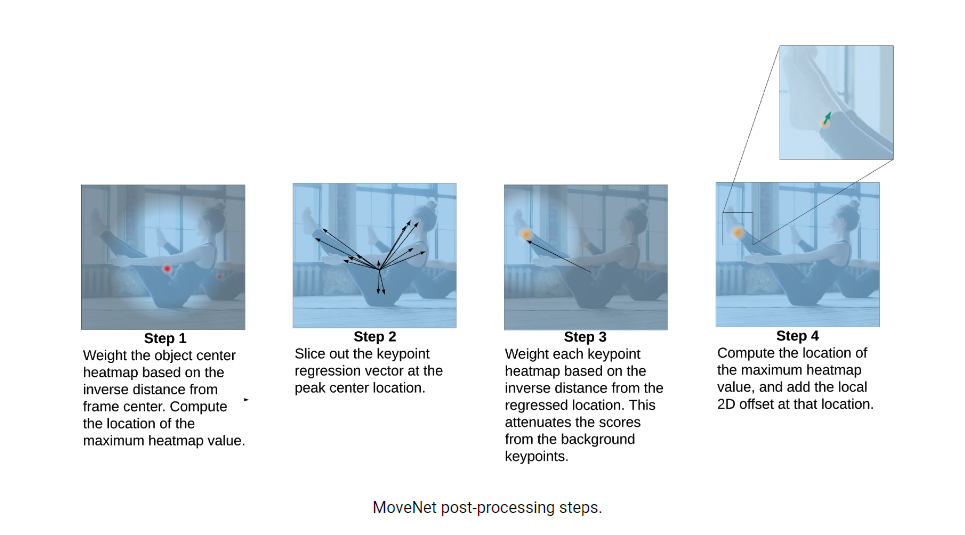 Step 1
Weight the object center
heatmap based on the
inverse distance from
frame center. Compute
the location of the
maximum heatmap value.
Step 2
Slice out the keypoint
regression vector at the
peak center location.
Step 3
Weight each keypoint
heatmap based on the
inverse distance from the
regressed location. This
attenuates the scores
from the background
keypoints.
Step 4
Compute the location of
the maximum heatmap
value, and add the local
2D offset at that location.
MoveNet post-processing steps.